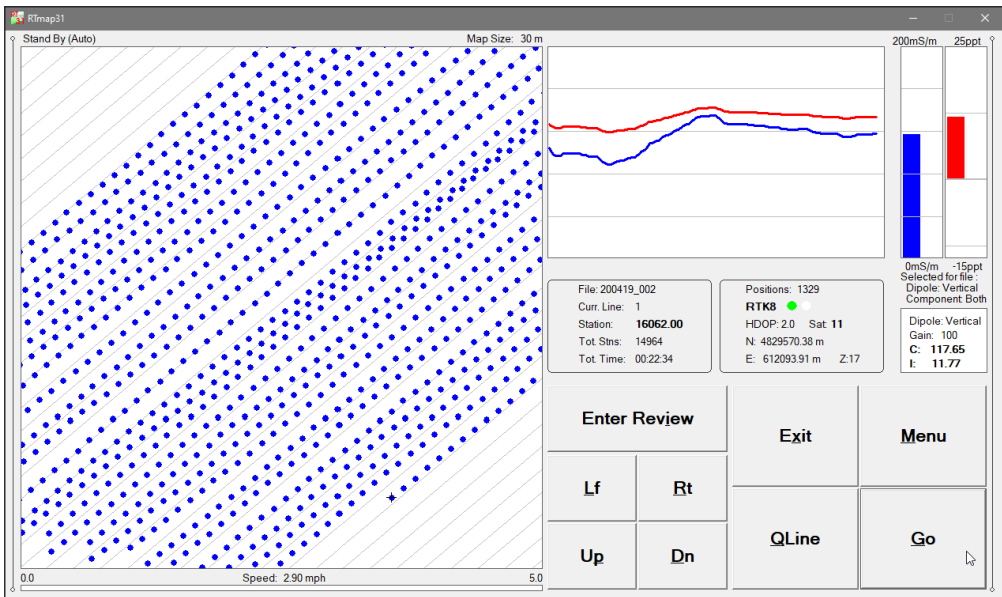 RTmap31
Stand By (Auto) Map Size: 30 m
200mS/m 25ppt
0mS/m -15ppt
Selected for file :
Dipole: Vertical
Component: Both
File: 200419_002
Curr. Line: 1
Station: 16062.00
Tot. Stns: 14964
Tot. Time: 00:22:34
Positions: 1329
RTK8
HDOP: 2.0 Sat: 11
N: 4829570.38 m
E: 612093.91 m Z:17
Dipole: Vertical
Gain: 100
C: 117.65
I: 11.77
Enter Review
Exit
Menu
Lf
Rt
Up
Dn
QLine
Go
0.0 Speed: 2.90 mph 5.0